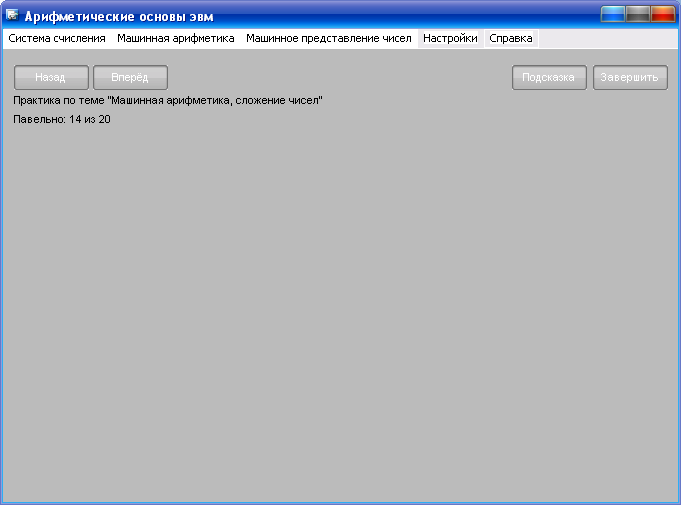 Арифметические основы эвм
Система счисления Машинная арифметика Машинное представление чисел Настройки Справка
Назад Вперёд Подсказка Завершить
Практика по теме "Машинная арифметика, сложение чисел"
Павельно: 14 из 20